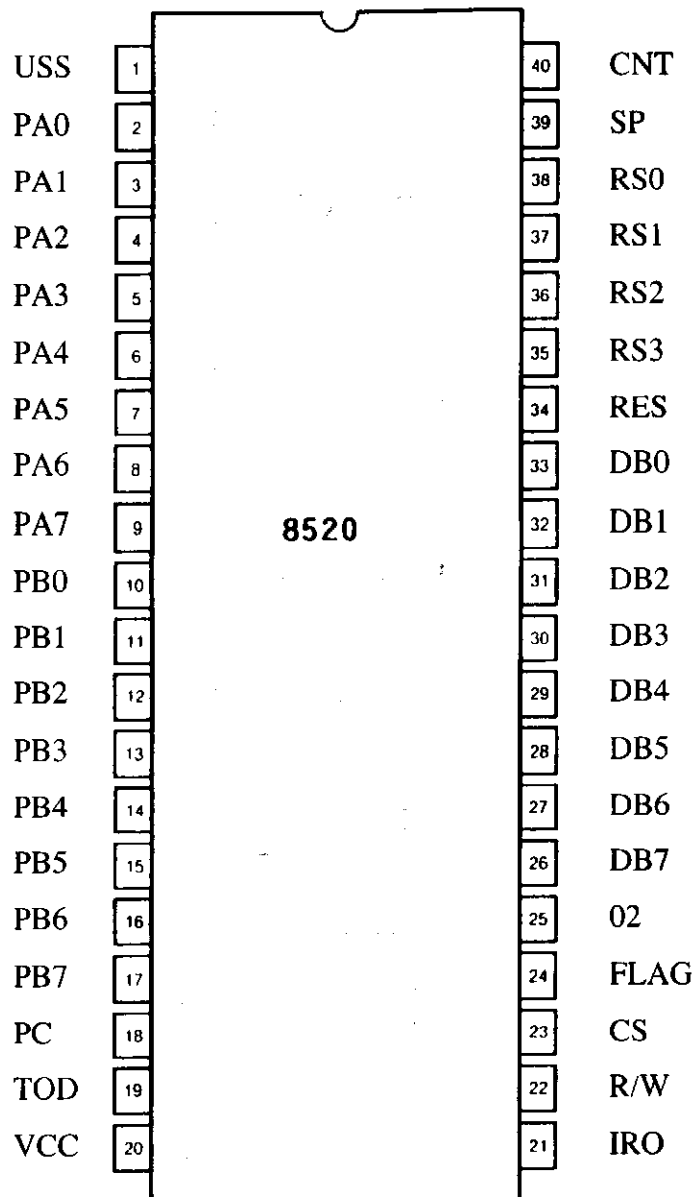 USS 1 40 CNT
PA0 2 39 SP
PA1 3 38 RS0
PA2 4 37 RS1
PA3 5 36 RS2
PA4 6 35 RS3
PA5 7 34 RES
PA6 8 33 DB0
PA7 9 8520 32 DB1
PB0 10 31 DB2
PB1 11 30 DB3
PB2 12 29 DB4
PB3 13 28 DB5
PB4 14 27 DB6
PB5 15 26 DB7
PB6 16 25 02
PB7 17 24 FLAG
PC 18 23 CS
TOD 19 22 R/W
VCC 20 21 IRO